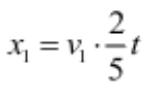 x₁ = v₁ · 2/5 t